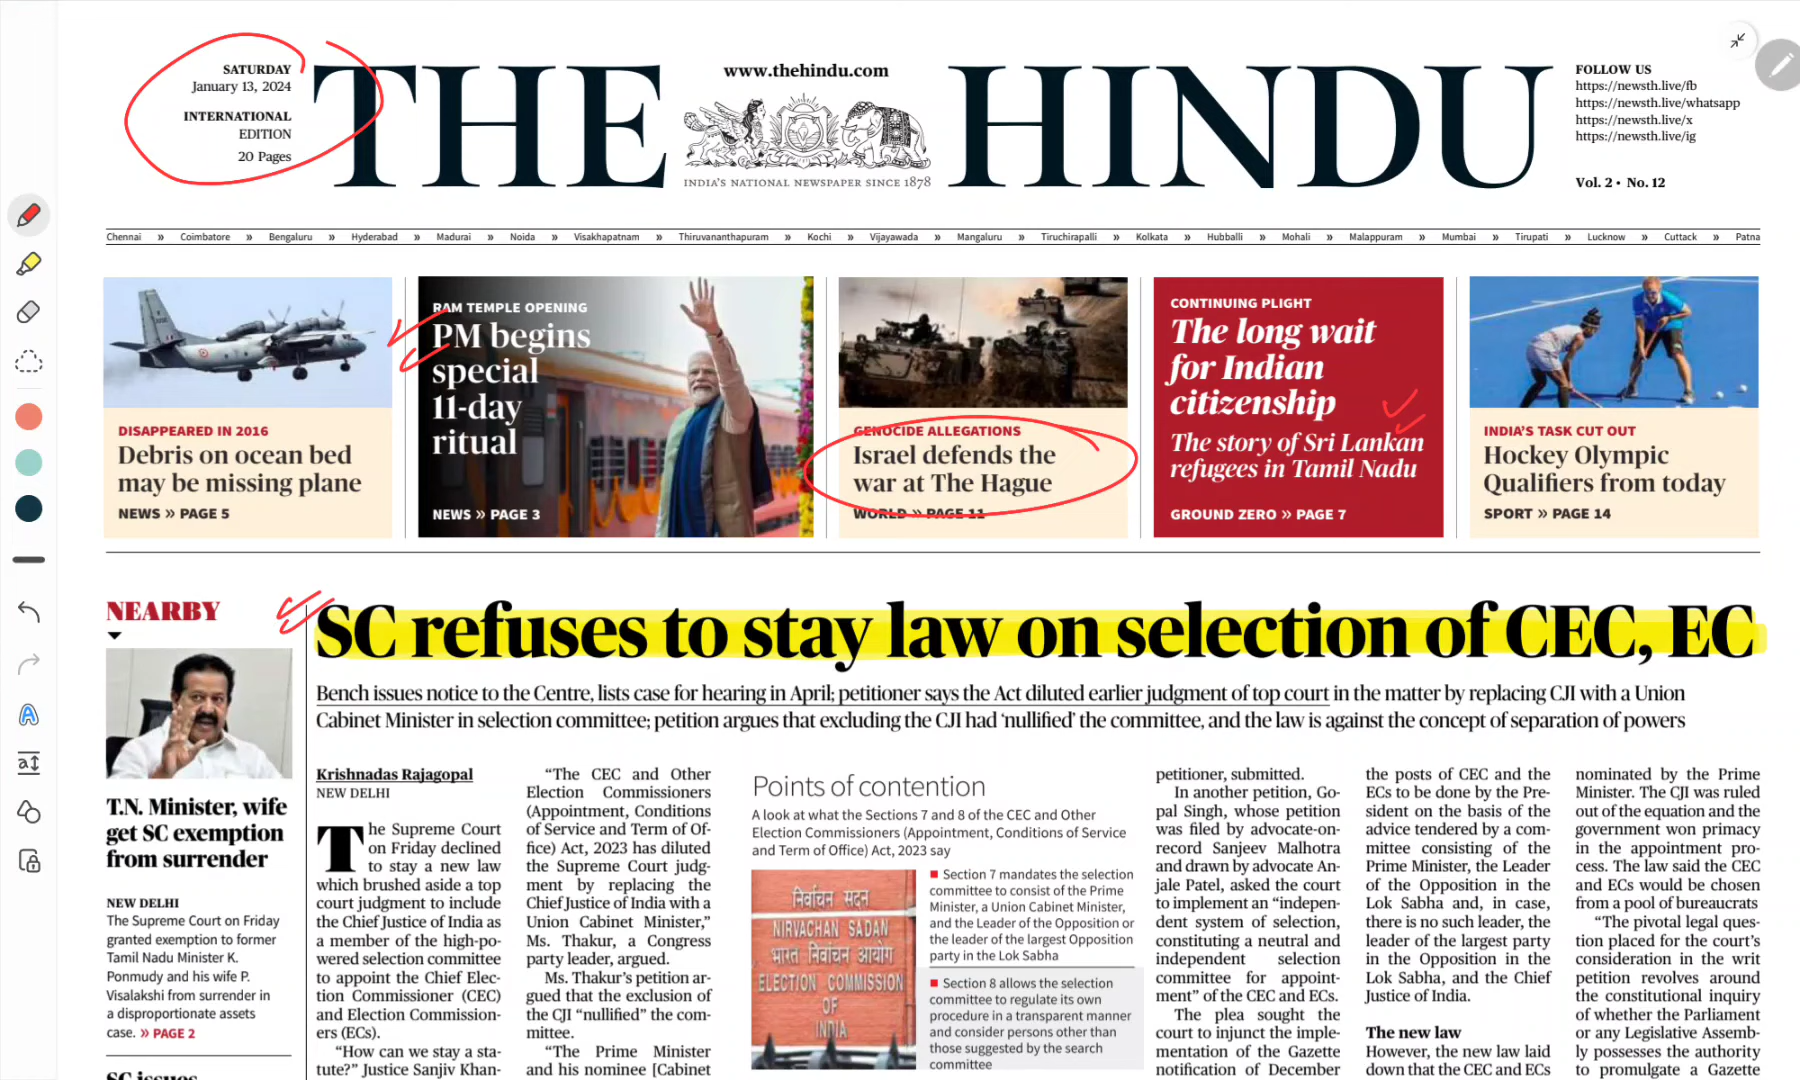 SATURDAY
January 13, 2024
INTERNATIONAL
EDITION
20 Pages
THE HINDU
www.thehindu.com
INDIA'S NATIONAL NEWSPAPER SINCE 1878
FOLLOW US
https://newsth.live/fb
https://newsth.live/whatsapp
https://newsth.live/x
https://newsth.live/ig
Vol. 2 • No. 12
Chennai » Coimbatore » Bengaluru » Hyderabad » Madurai » Noida » Visakhapatnam » Thiruvananthapuram » Kochi » Vijayawada » Mangaluru » Tiruchirapalli » Kolkata » Hubballi » Mohali » Malappuram » Mumbai » Tirupati » Lucknow » Cuttack » Patna
DISAPPEARED IN 2016
Debris on ocean bed
may be missing plane
NEWS » PAGE 5
RAM TEMPLE OPENING
PM begins
special
11-day
ritual
NEWS » PAGE 3
GENOCIDE ALLEGATIONS
Israel defends the
war at The Hague
WORLD » PAGE 11
CONTINUING PLIGHT
The long wait
for Indian
citizenship
The story of Sri Lankan
refugees in Tamil Nadu
GROUND ZERO » PAGE 7
INDIA'S TASK CUT OUT
Hockey Olympic
Qualifiers from today
SPORT » PAGE 14
NEARBY
T.N. Minister, wife
get SC exemption
from surrender
NEW DELHI
The Supreme Court on Friday
granted exemption to former
Tamil Nadu Minister K.
Ponmudy and his wife P.
Visalakshi from surrender in
a disproportionate assets
case. » PAGE 2
SC issues
SC refuses to stay law on selection of CEC, EC
Bench issues notice to the Centre, lists case for hearing in April; petitioner says the Act diluted earlier judgment of top court in the matter by replacing CJI with a Union
Cabinet Minister in selection committee; petition argues that excluding the CJI had 'nullified' the committee, and the law is against the concept of separation of powers
Krishnadas Rajagopal
NEW DELHI
The Supreme Court
on Friday declined
to stay a new law
which brushed aside a top
court judgment to include
the Chief Justice of India as
a member of the high-po-
wered selection committee
to appoint the Chief Elec-
tion Commissioner (CEC)
and Election Commission-
ers (ECs).
"How can we stay a sta-
tute?" Justice Sanjiv Khan-
"The CEC and Other
Election Commissioners
(Appointment, Conditions
of Service and Term of Of-
fice) Act, 2023 has diluted
the Supreme Court judg-
ment by replacing the
Chief Justice of India with a
Union Cabinet Minister,"
Ms. Thakur, a Congress
party leader, argued.
Ms. Thakur's petition ar-
gued that the exclusion of
the CJI "nullified" the com-
mittee.
"The Prime Minister
and his nominee [Cabinet
Points of contention
A look at what the Sections 7 and 8 of the CEC and Other
Election Commissioners (Appointment, Conditions of Service
and Term of Office) Act, 2023 say
निर्वाचन सदन
NIRVACHAN SADAN
भारत निर्वाचन आयोग
ELECTION COMMISSION
OF
INDIA
■ Section 7 mandates the selection
committee to consist of the Prime
Minister, a Union Cabinet Minister,
and the Leader of the Opposition or
the leader of the largest Opposition
party in the Lok Sabha
■ Section 8 allows the selection
committee to regulate its own
procedure in a transparent manner
and consider persons other than
those suggested by the search
committee
petitioner, submitted.
In another petition, Go-
pal Singh, whose petition
was filed by advocate-on-
record Sanjeev Malhotra
and drawn by advocate An-
jale Patel, asked the court
to implement an "indepen-
dent system of selection,
constituting a neutral and
independent selection
committee for appoint-
ment" of the CEC and ECs.
The plea sought the
court to injunct the imple-
mentation of the Gazette
notification of December
the posts of CEC and the
ECs to be done by the Pre-
sident on the basis of the
advice tendered by a com-
mittee consisting of the
Prime Minister, the Leader
of the Opposition in the
Lok Sabha and, in case,
there is no such leader, the
leader of the largest party
in the Opposition in the
Lok Sabha, and the Chief
Justice of India.
The new law
However, the new law laid
down that the CEC and ECs
nominated by the Prime
Minister. The CJI was ruled
out of the equation and the
government won primacy
in the appointment pro-
cess. The law said the CEC
and ECs would be chosen
from a pool of bureaucrats
"The pivotal legal ques-
tion placed for the court's
consideration in the writ
petition revolves around
the constitutional inquiry
of whether the Parliament
or any Legislative Assemb-
ly possesses the authority
to promulgate a Gazette